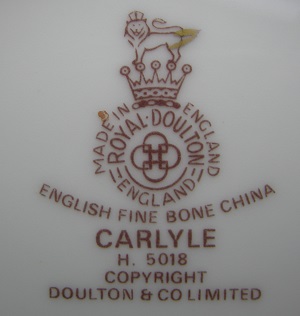 MADE IN ENGLAND
ROYAL·DOULTON
ENGLAND
ENGLISH FINE BONE CHINA
CARLYLE
H. 5018
COPYRIGHT
DOULTON & CO LIMITED